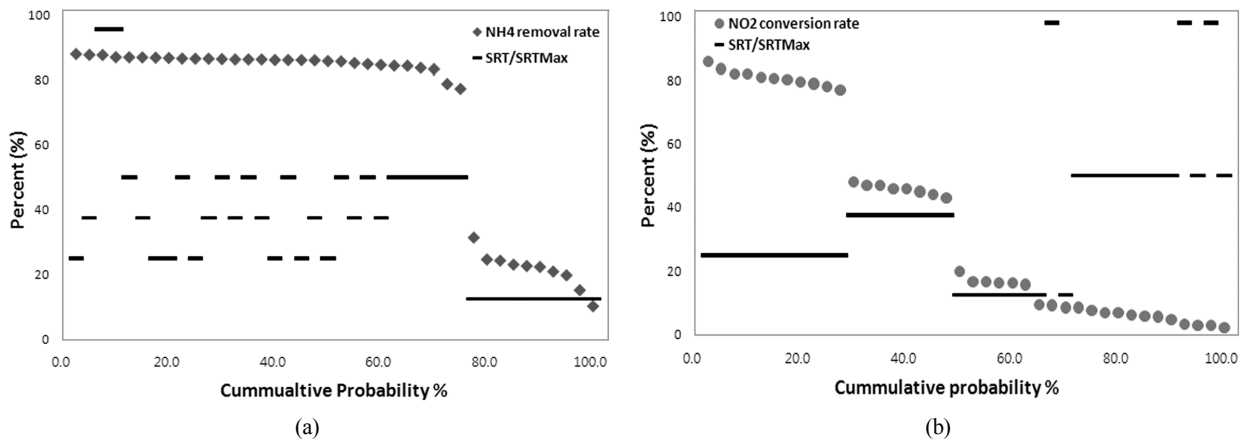 100
80
60
40
20
0
Percent (%)
NH4 removal rate
SRT/SRTMax
0.0 20.0 40.0 60.0 80.0 100.0
Cummualtive Probability %
(a)
100
80
60
40
20
0
Percent (%)
NO2 conversion rate
SRT/SRTMax
0.0 20.0 40.0 60.0 80.0 100.0
Cummulative probability %
(b)